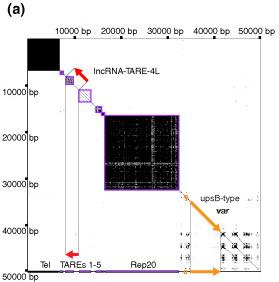 (a)
10000 bp 20000 bp 30000 bp 40000 bp 50000 bp
lncRNA-TARE-4L
10000 bp
20000 bp
30000 bp
upsB-type
var
40000 bp
Tel TAREs 1-5 Rep20
50000 bp